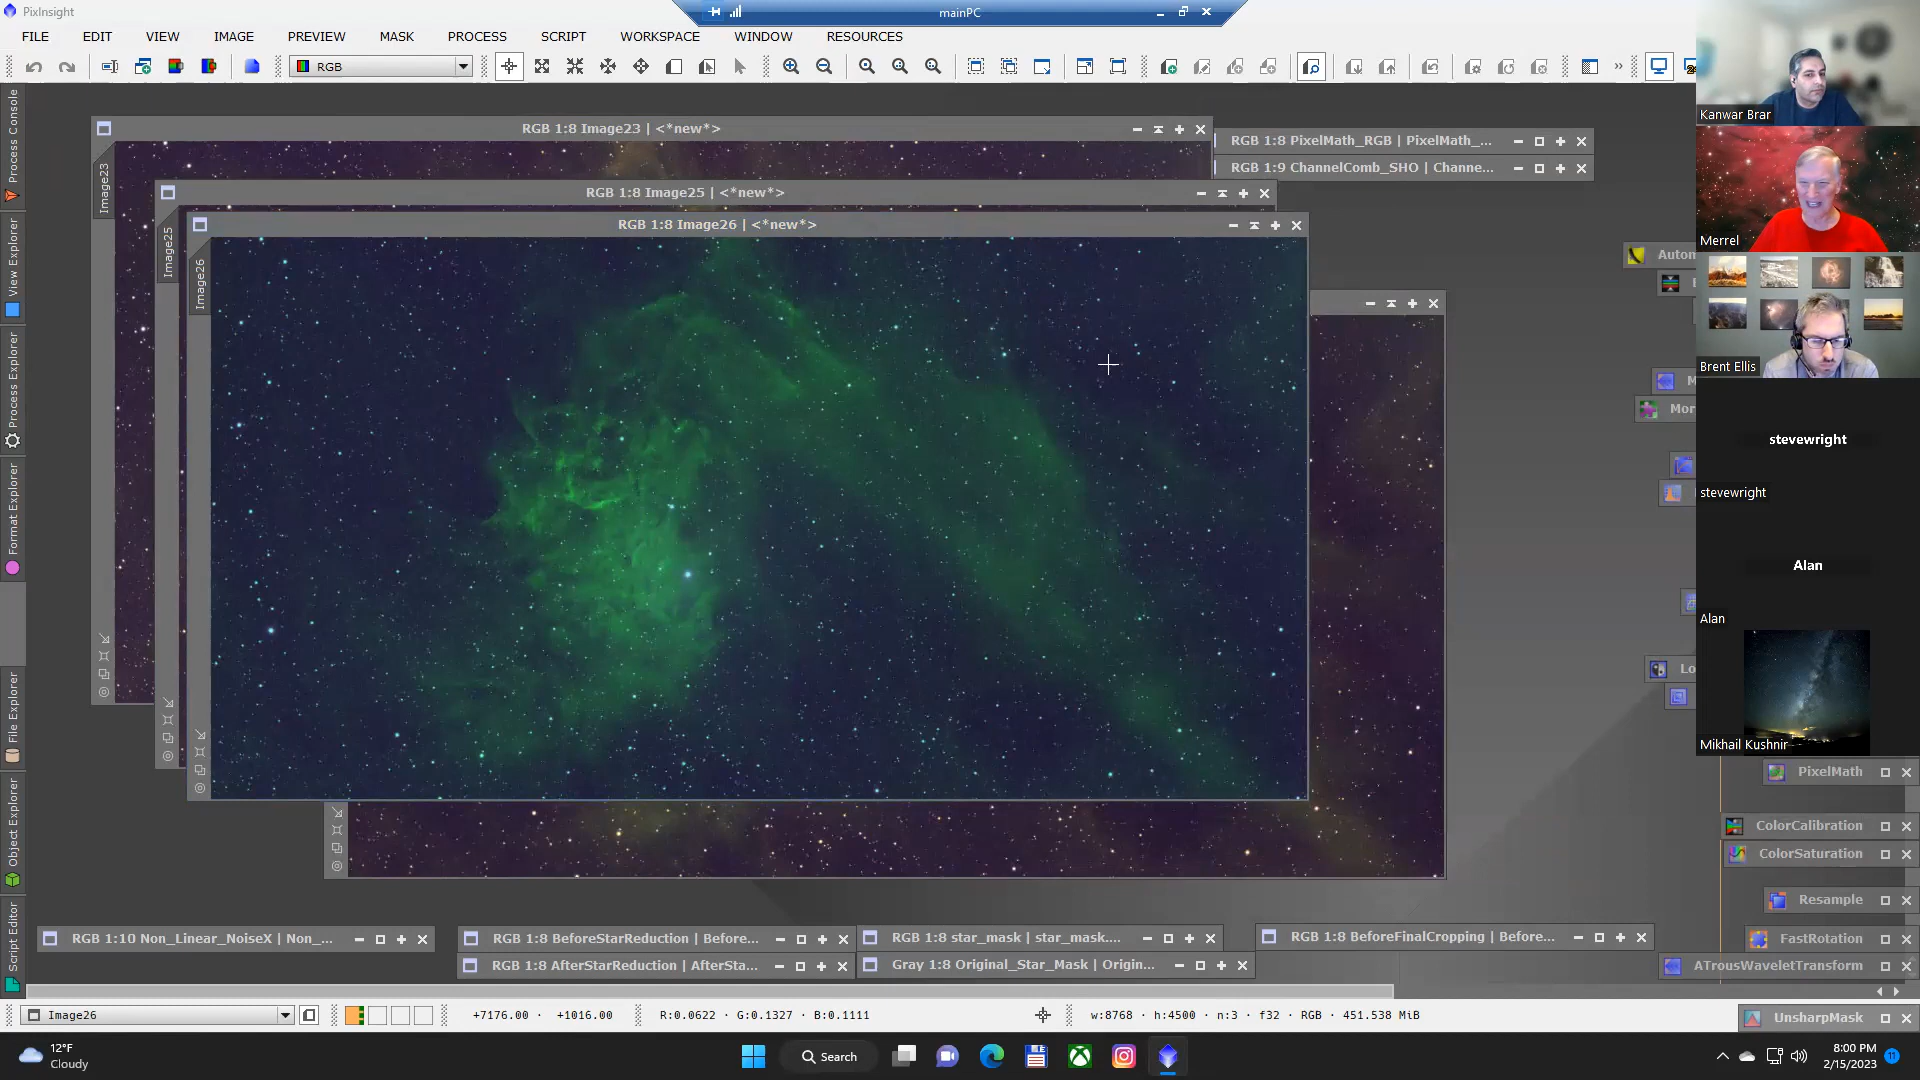 PixInsight
mainPC
FILE EDIT VIEW IMAGE PREVIEW MASK PROCESS SCRIPT WORKSPACE WINDOW RESOURCES
RGB
Process Console
View Explorer
Process Explorer
Format Explorer
File Explorer
Object Explorer
Script Editor
RGB 1:8 Image23 | <*new*>
Image23
RGB 1:8 PixelMath_RGB | PixelMath_...
RGB 1:9 ChannelComb_SHO | Channe...
RGB 1:8 Image25 | <*new*>
Image25
RGB 1:8 Image26 | <*new*>
Image26
Autom
Mor
Lo
Kanwar Brar
Merrel
Brent Ellis
stevewright
stevewright
Alan
Alan
Mikhail Kushnir
PixelMath
ColorCalibration
ColorSaturation
Resample
FastRotation
ATrousWaveletTransform
UnsharpMask
RGB 1:10 Non_Linear_NoiseX | Non_...
RGB 1:8 BeforeStarReduction | Before...
RGB 1:8 star_mask | star_mask....
RGB 1:8 BeforeFinalCropping | Before...
RGB 1:8 AfterStarReduction | AfterSta...
Gray 1:8 Original_Star_Mask | Origin...
Image26
+7176.00 · +1016.00
R:0.0622 · G:0.1327 · B:0.1111
w:8768 · h:4500 · n:3 · f32 · RGB · 451.538 MiB
12°F
Cloudy
Search
8:00 PM
2/15/2023
11